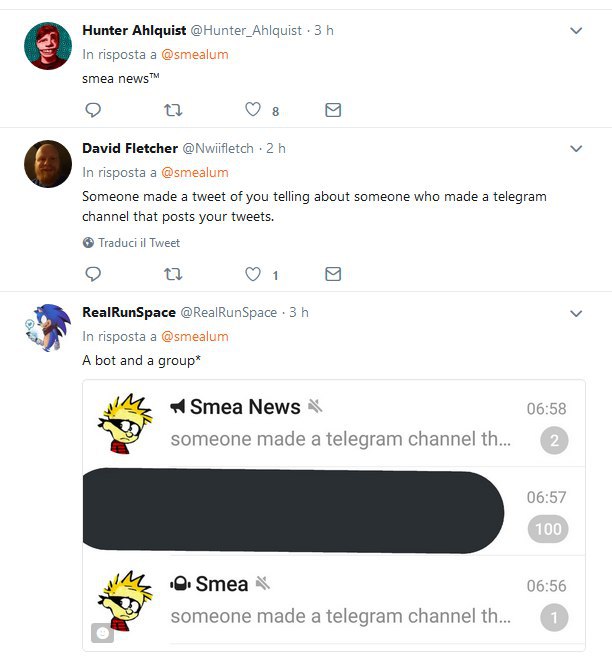 Hunter Ahlquist @Hunter_Ahlquist · 3 h
In risposta a @smealum
smea news™
8
David Fletcher @Nwiifletch · 2 h
In risposta a @smealum
Someone made a tweet of you telling about someone who made a telegram
channel that posts your tweets.
Traduci il Tweet
1
RealRunSpace @RealRunSpace · 3 h
In risposta a @smealum
A bot and a group*
Smea News 06:58
someone made a telegram channel th... 2
06:57
100
Smea 06:56
someone made a telegram channel th... 1